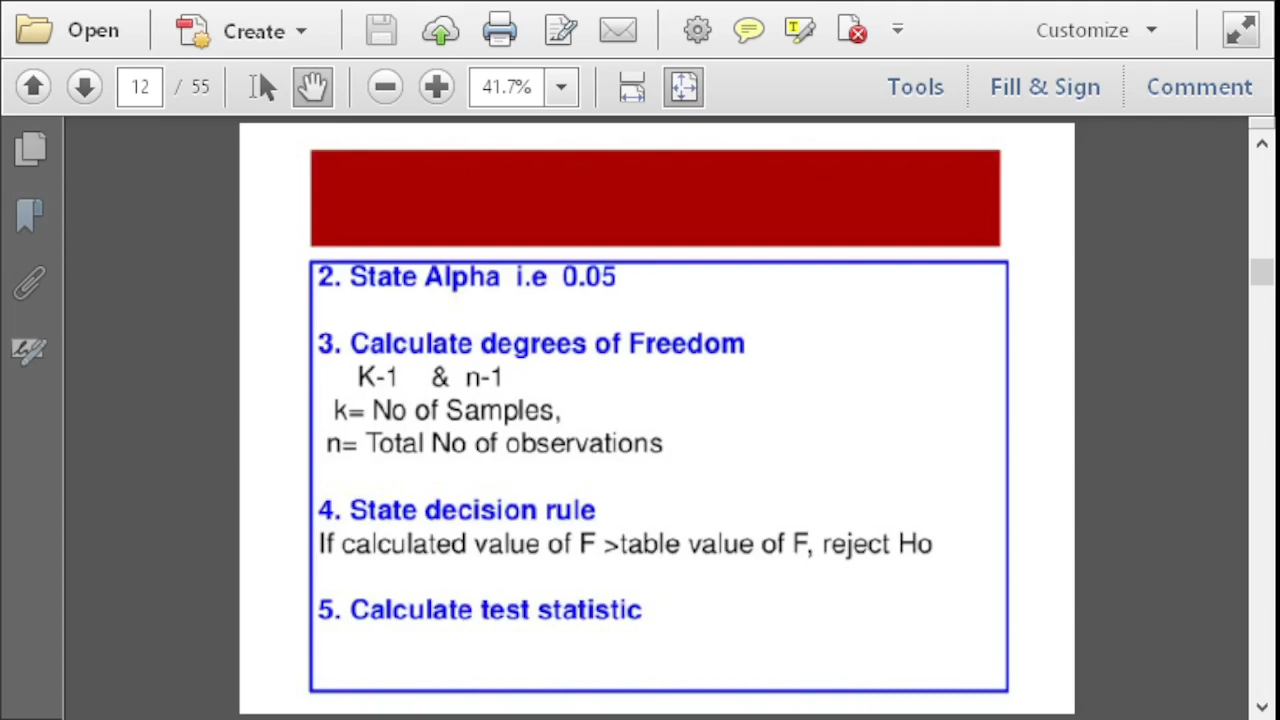 Open
Create
Customize
12 / 55
41.7%
Tools
Fill & Sign
Comment
T
2. State Alpha i.e 0.05
3. Calculate degrees of Freedom
K-1 & n-1
k= No of Samples,
n= Total No of observations
4. State decision rule
If calculated value of F >table value of F, reject Ho
5. Calculate test statistic